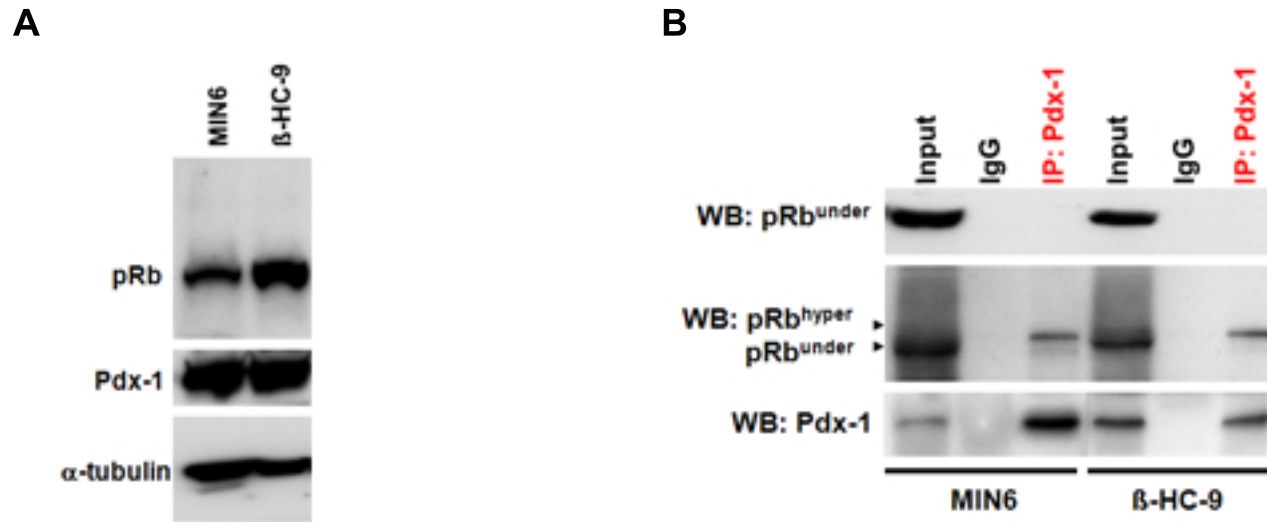 A
B
MIN6
ß-HC-9
pRb
Pdx-1
α-tubulin
Input
IgG
IP: Pdx-1
Input
IgG
IP: Pdx-1
WB: pRbunder
WB: pRbhyper
pRbunder
WB: Pdx-1
MIN6
ß-HC-9